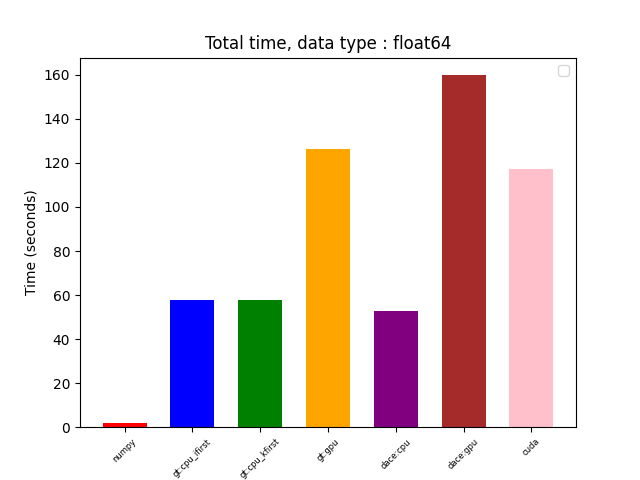 Total time, data type : float64
Time (seconds)
160
140
120
100
80
60
40
20
0
numpy
gt:cpu_ifirst
gt:cpu_kfirst
gt:gpu
dace:cpu
dace:gpu
cuda